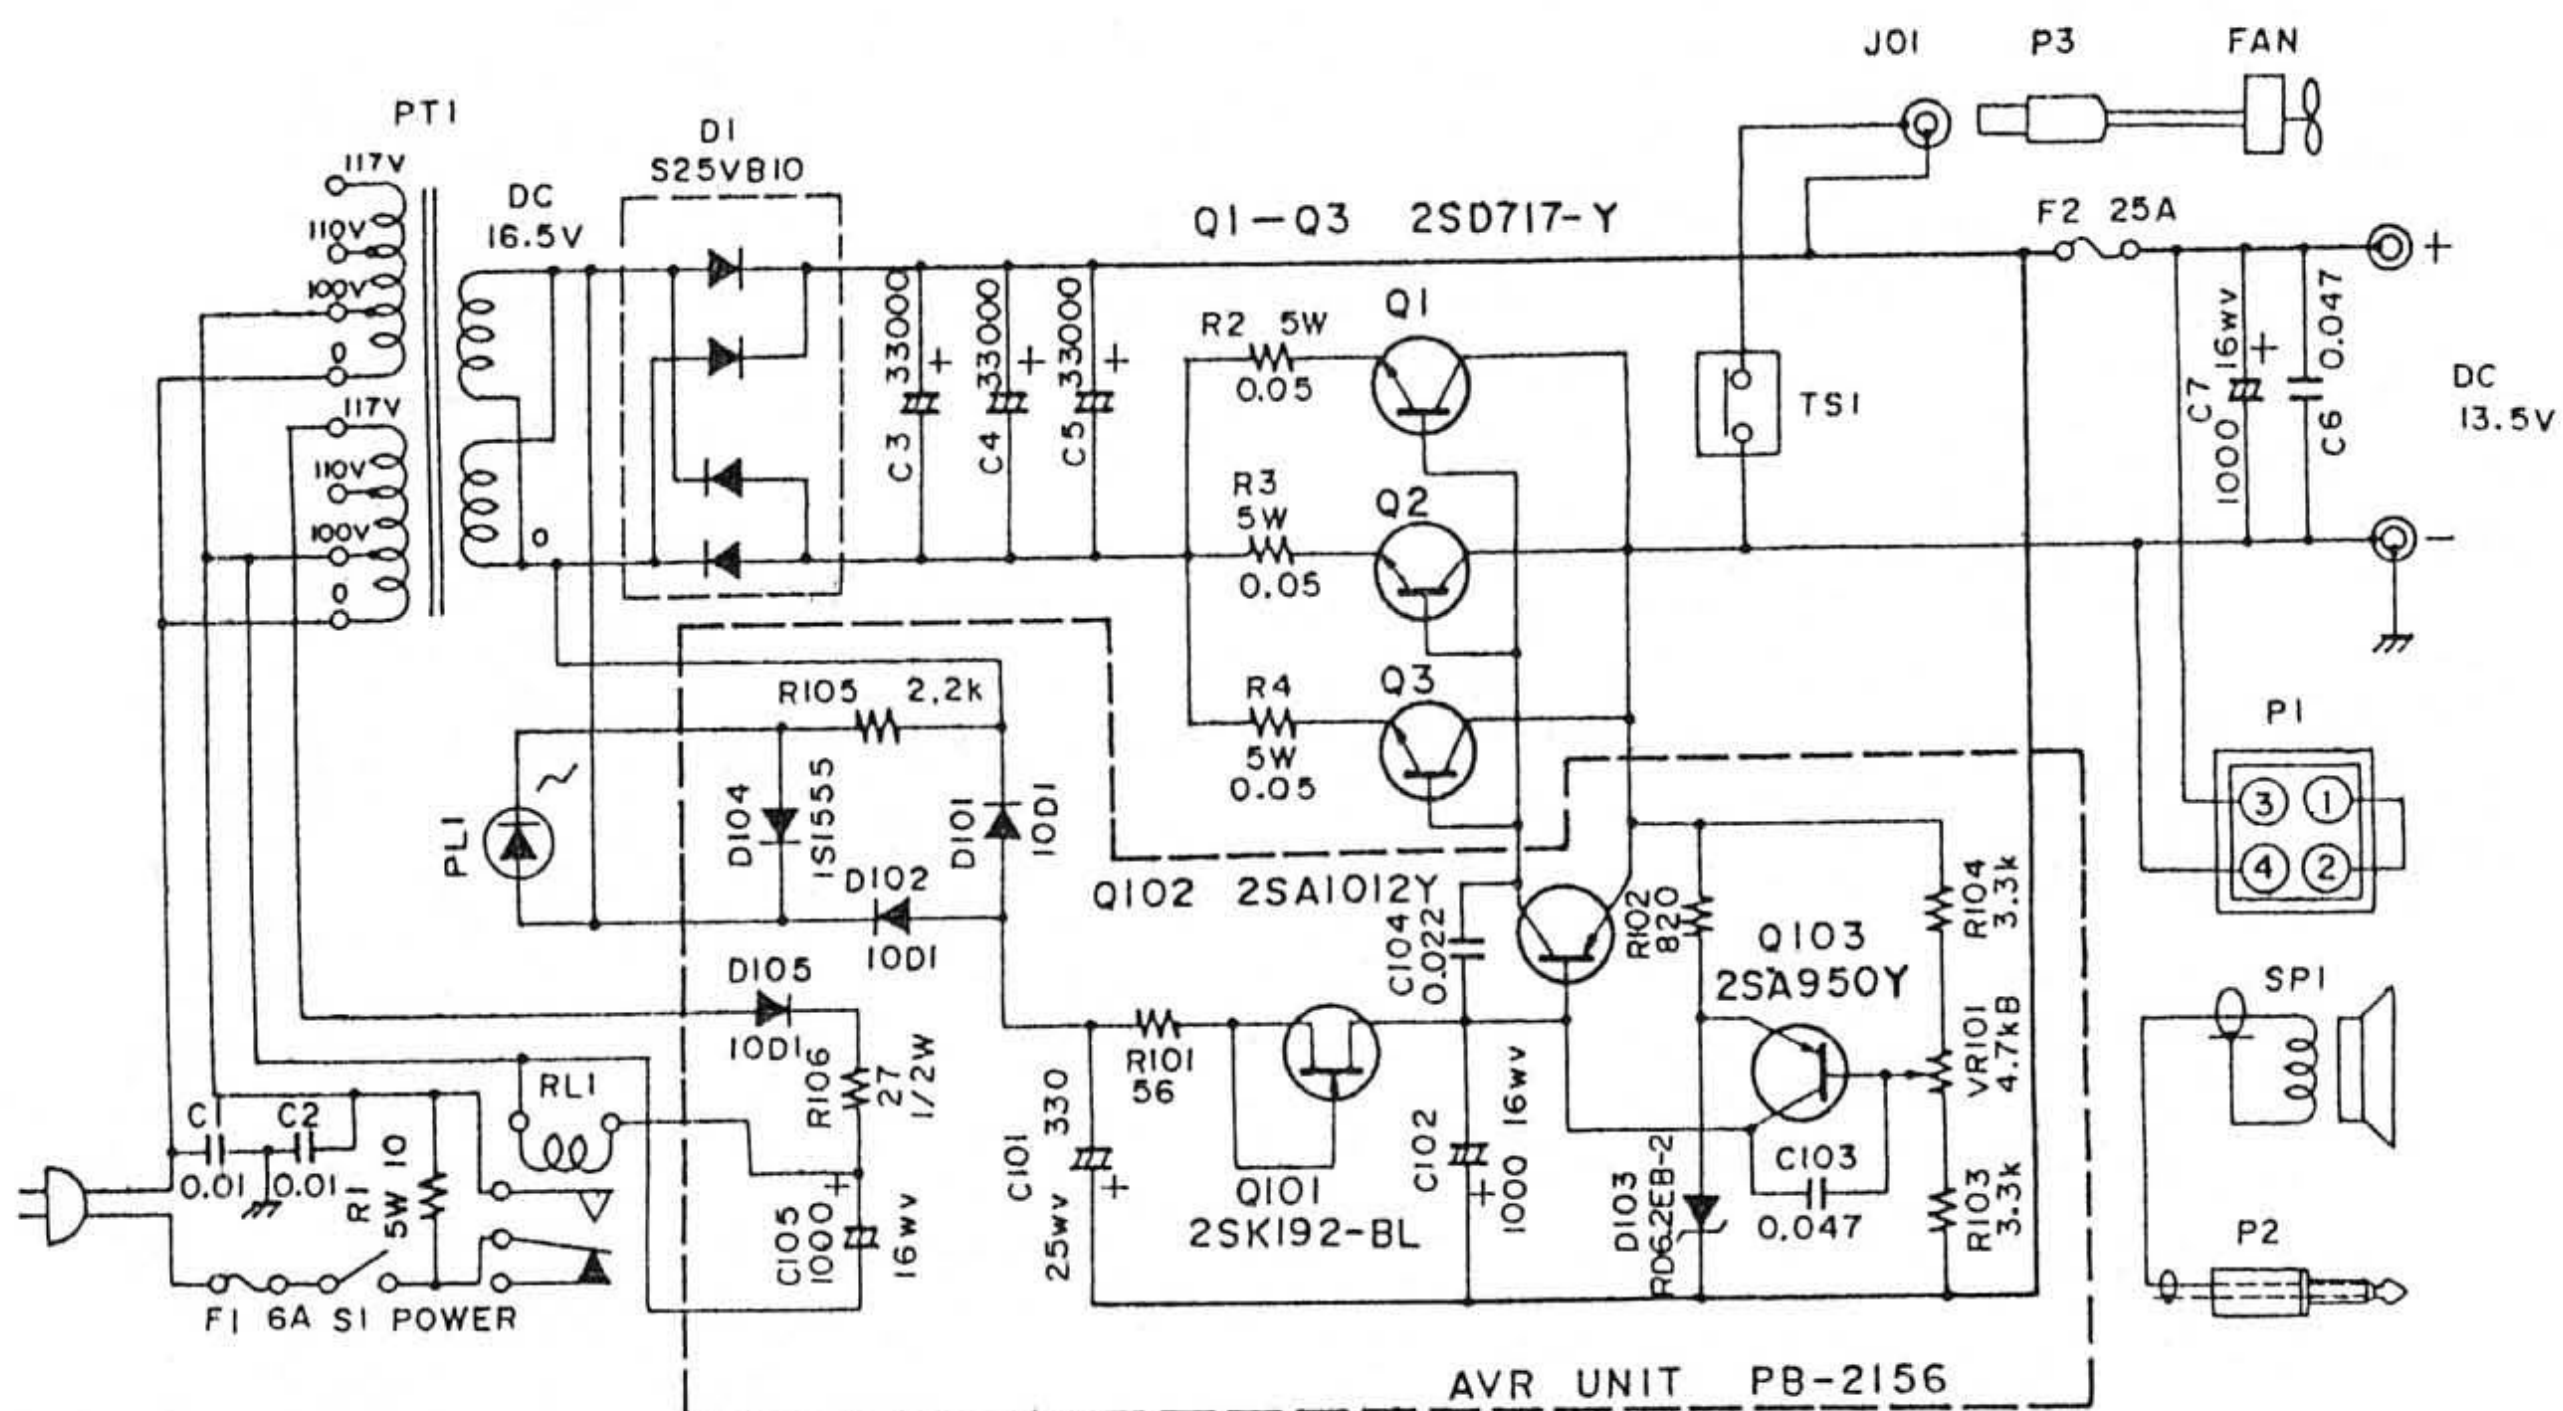 J01
P3
FAN
PT1
D1
S25VB10
117V
DC
16.5V
110V
100V
0
Q1-Q3 2SD717-Y
F2 25A
+
C3 33000 +
C4 33000 +
C5 33000 +
R2 5W
0.05
Q1
TS1
C7
1000 16wv
+
C6 0.047
DC
13.5V
117V
110V
100V
0
0
R3
5W
0.05
Q2
-
R4
5W
0.05
Q3
R105 2.2k
~
PL1
D104
1S1555
D101
10D1
D102
10D1
P1
3 1
4 2
Q102 2SA1012Y
C104
0.022
R102
820
Q103
2SA950Y
R104
3.3k
VR101
4.7kB
D105
10D1
R106
27
1/2W
R101
56
SP1
C1
0.01
C2
0.01
RL1
R1
5W 10
C101 330
25wv
+
Q101
2SK192-BL
C102
1000 16wv
+
D103
RD6.2EB-2
C103
0.047
R103
3.3k
C105
1000
16wv
+
P2
F1 6A S1 POWER
AVR UNIT PB-2156